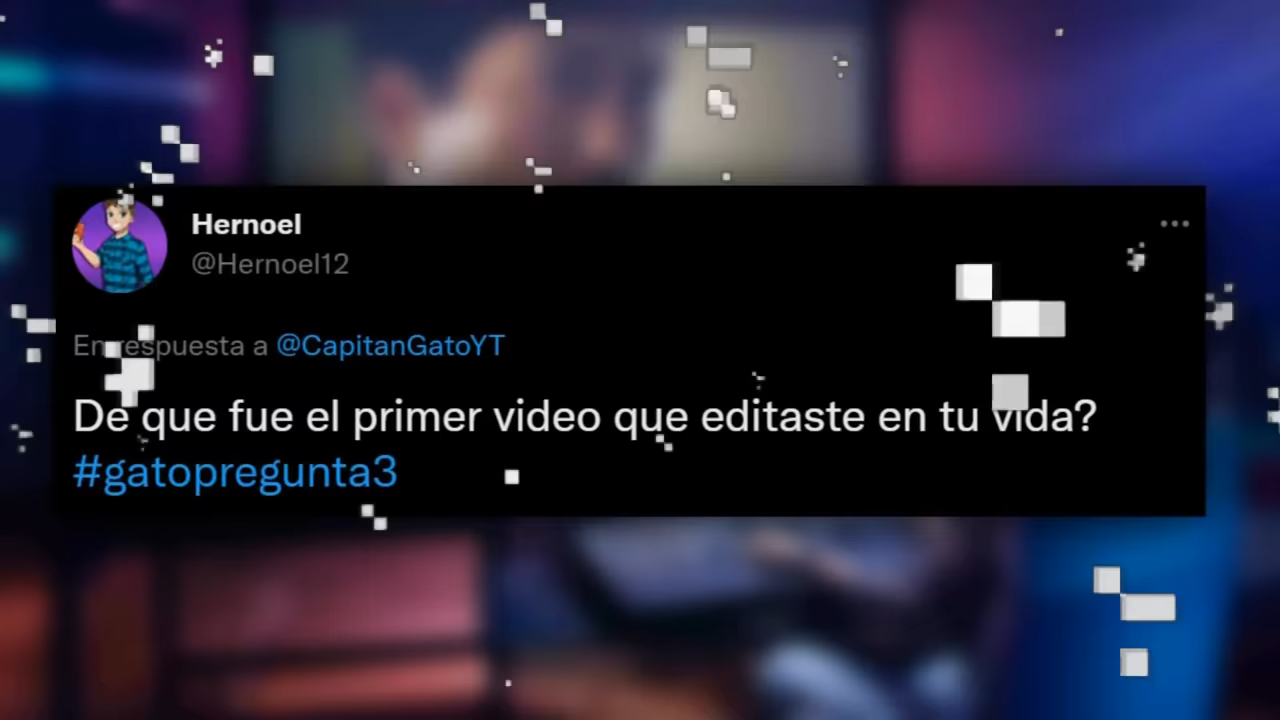 Hernoel
@Hernoel12
En respuesta a @CapitanGatoYT
De que fue el primer video que editaste en tu vida?
#gatopregunta3